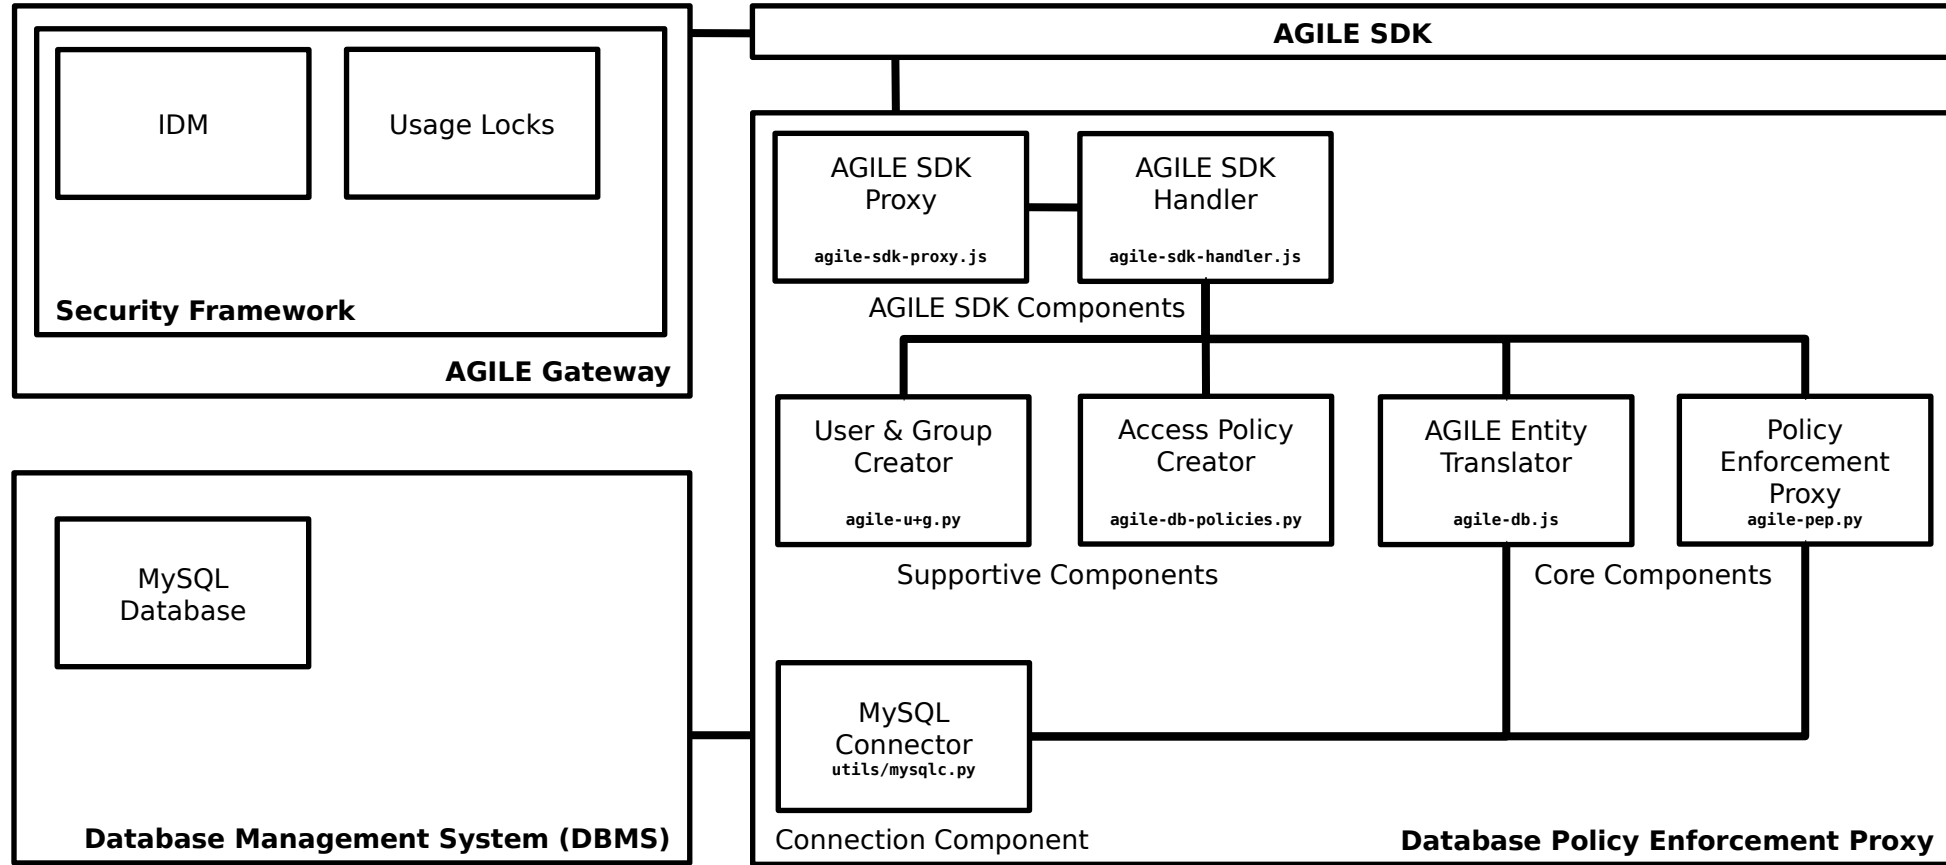 AGILE SDK
IDM
Usage Locks
Security Framework
AGILE Gateway
AGILE SDK
Proxy
agile-sdk-proxy.js
AGILE SDK
Handler
agile-sdk-handler.js
AGILE SDK Components
User & Group
Creator
agile-u+g.py
Access Policy
Creator
agile-db-policies.py
AGILE Entity
Translator
agile-db.js
Policy
Enforcement
Proxy
agile-pep.py
Supportive Components
Core Components
MySQL
Database
Database Management System (DBMS)
MySQL
Connector
utils/mysqlc.py
Connection Component
Database Policy Enforcement Proxy